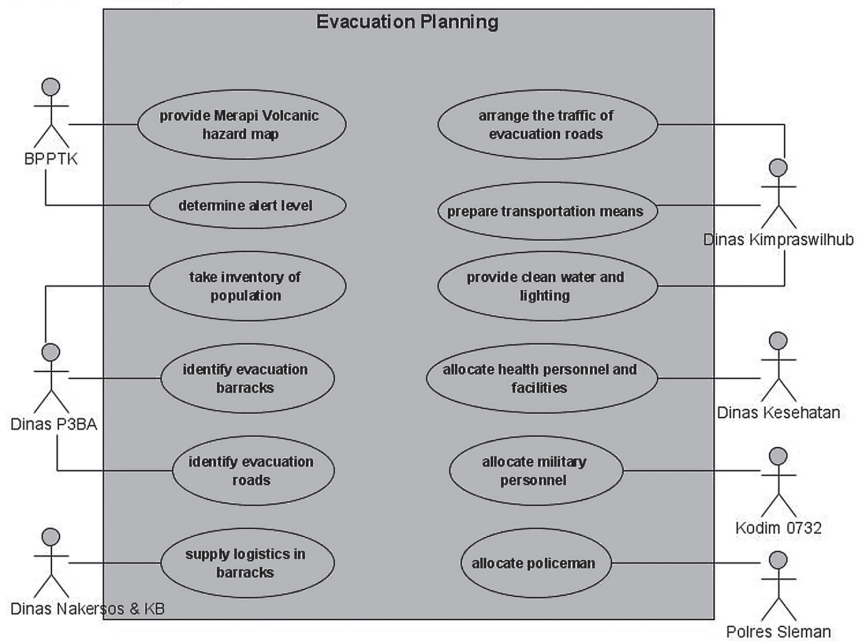 Evacuation Planning
provide Merapi Volcanic
hazard map
BPPTK
determine alert level
take inventory of
population
identify evacuation
barracks
Dinas P3BA
identify evacuation
roads
supply logistics in
barracks
Dinas Nakersos & KB
arrange the traffic of
evacuation roads
prepare transportation means
Dinas Kimpraswilhub
provide clean water and
lighting
allocate health personnel and
facilities
Dinas Kesehatan
allocate military
personnel
Kodim 0732
allocate policeman
Polres Sleman